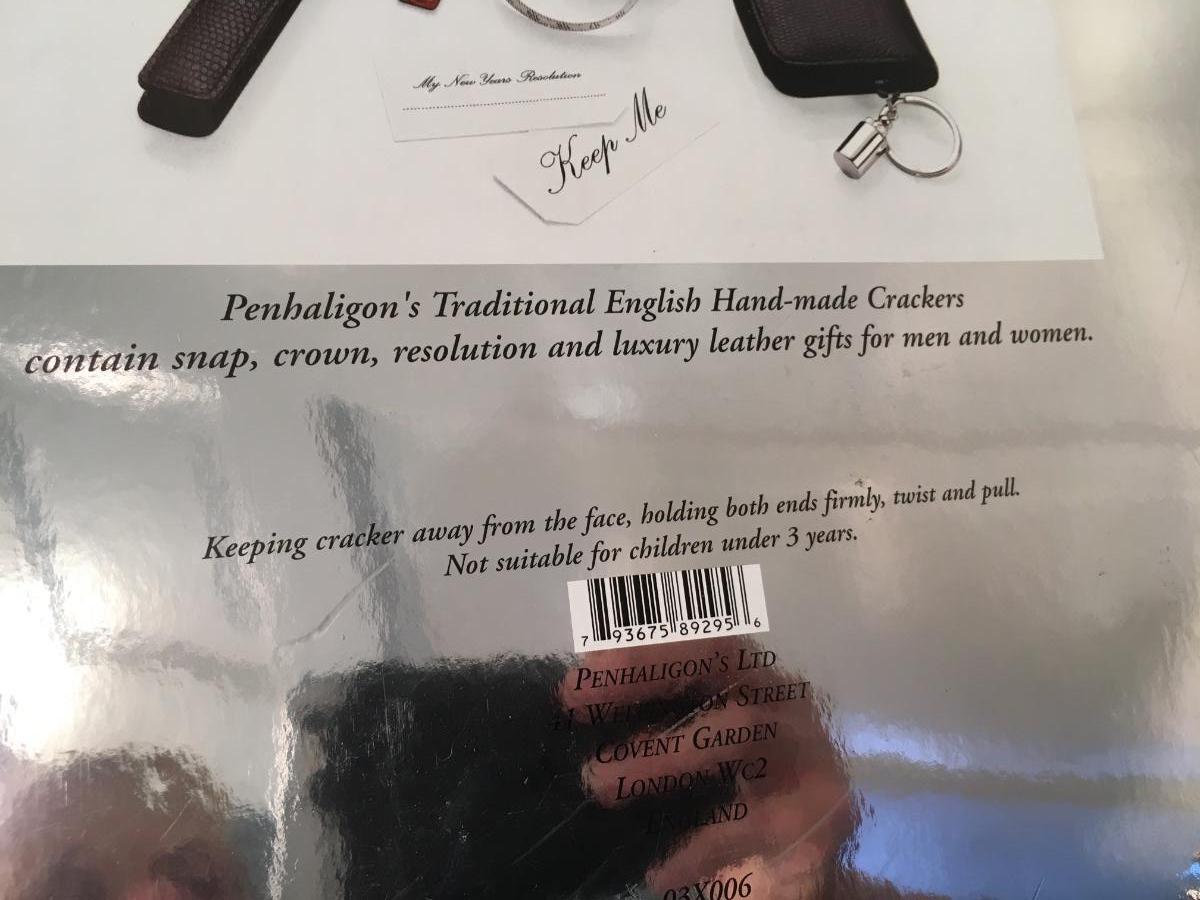 My New Years Resolution
Keep Me
Penhaligon's Traditional English Hand-made Crackers
contain snap, crown, resolution and luxury leather gifts for men and women.
Keeping cracker away from the face, holding both ends firmly, twist and pull.
Not suitable for children under 3 years.
7 93675 89295 6
PENHALIGON'S LTD
STREET
COVENT GARDEN
LONDON WC2
ENGLAND
03X006